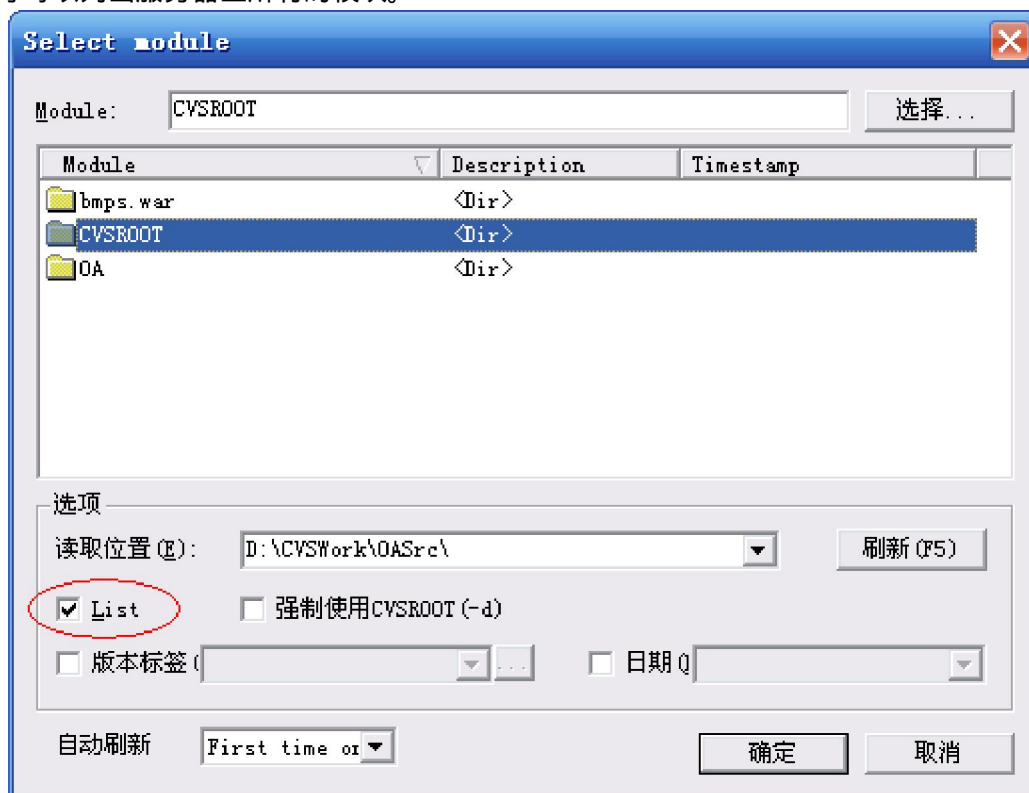 Select module
Module: CVSROOT 选择...
Module Description Timestamp
bmps.war <Dir>
CVSROOT <Dir>
OA <Dir>
选项
读取位置(E): D:\CVSWork\OASrc\ 刷新(F5)
List 强制使用CVSROOT(-d)
版本标签( ... 日期
自动刷新 First time or 确定 取消